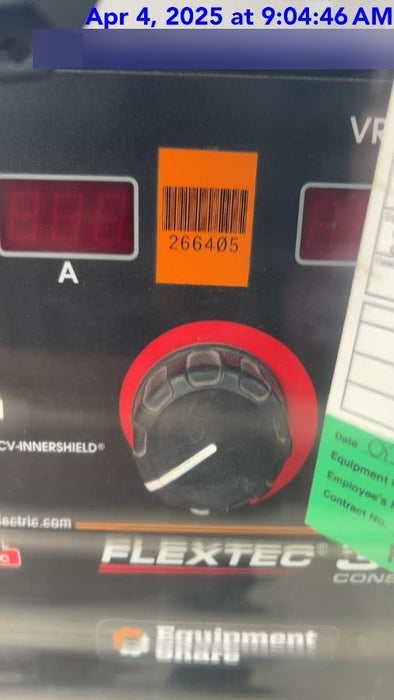 Apr 4, 2025 at 9:04:46 AM
VR
266405
A
CV-INNERSHIELD®
lectric.com
FLEXTEC®
CONS
Date
Equipment
Employee's
Contract No.
Equipment
Share